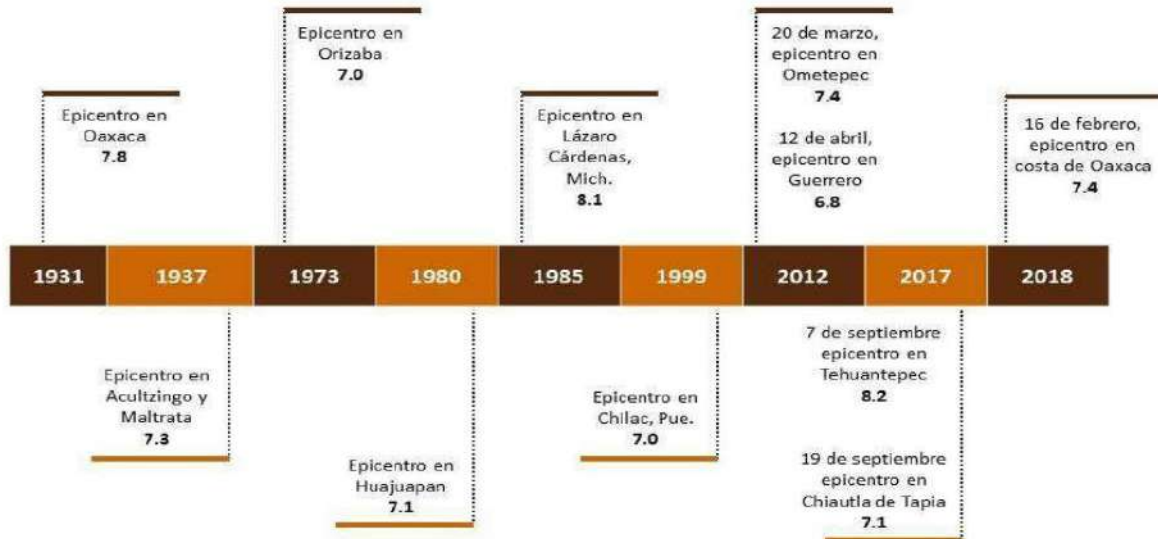 Epicentro en
Oaxaca
7.8
Epicentro en
Orizaba
7.0
Epicentro en
Lázaro
Cárdenas,
Mich.
8.1
20 de marzo,
epicentro en
Ometepec
7.4
12 de abril,
epicentro en
Guerrero
6.8
16 de febrero,
epicentro en
costa de Oaxaca
7.4
1931 1937 1973 1980 1985 1999 2012 2017 2018
Epicentro en
Acultzingo y
Maltrata
7.3
Epicentro en
Huajuapan
7.1
Epicentro en
Chilac, Pue.
7.0
7 de septiembre
epicentro en
Tehuantepec
8.2
19 de septiembre
epicentro en
Chiautla de Tapia
7.1